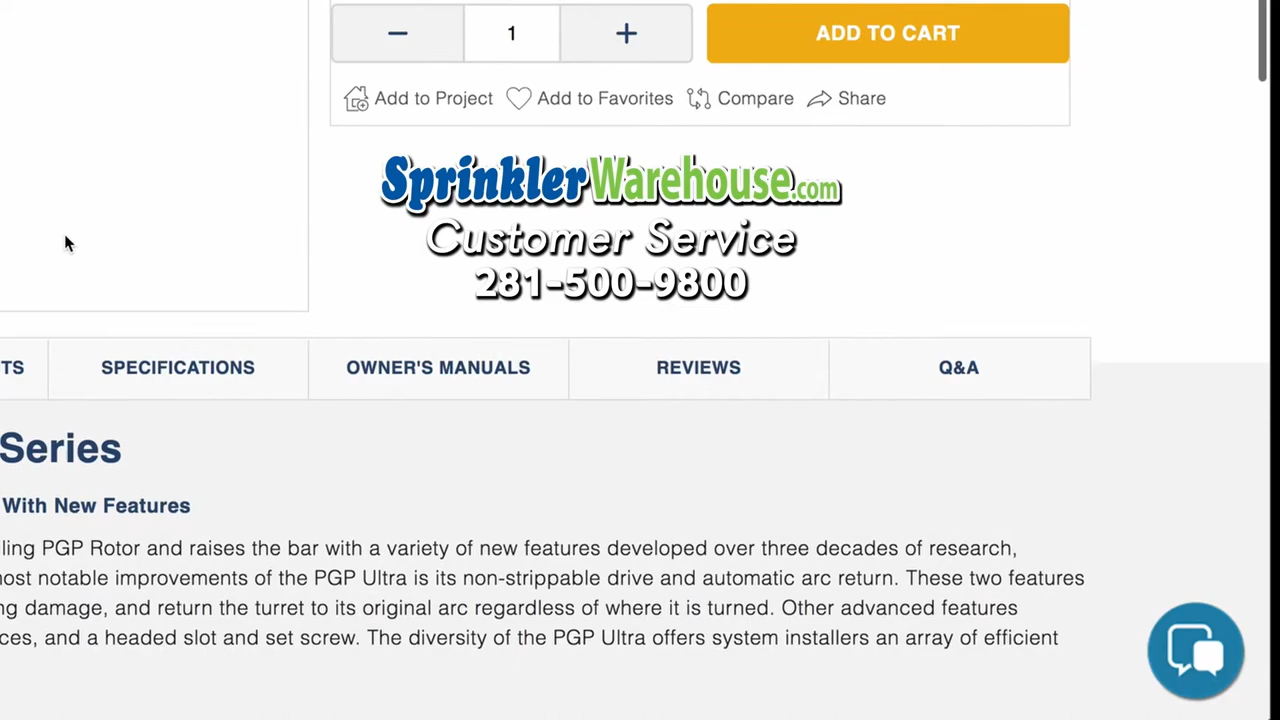 1
ADD TO CART
Add to Project Add to Favorites Compare Share
SprinklerWarehouse.com
Customer Service
281-500-9800
TS SPECIFICATIONS OWNER'S MANUALS REVIEWS Q&A
Series
With New Features
lling PGP Rotor and raises the bar with a variety of new features developed over three decades of research,
most notable improvements of the PGP Ultra is its non-strippable drive and automatic arc return. These two features
ng damage, and return the turret to its original arc regardless of where it is turned. Other advanced features
ces, and a headed slot and set screw. The diversity of the PGP Ultra offers system installers an array of efficient